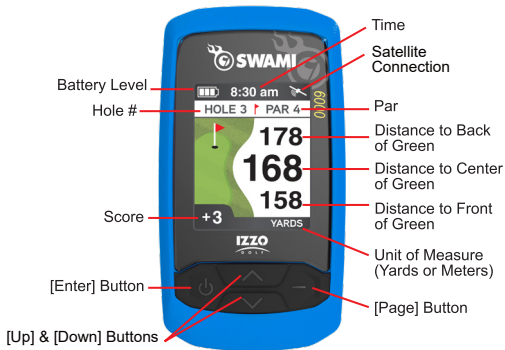 Time
SWAMI
Satellite
Connection
Battery Level
8:30 am
Hole #
HOLE 3 PAR 4
Par
6000
178
Distance to Back
of Green
168
Distance to Center
of Green
158
Distance to Front
of Green
Score
+3
YARDS
IZZO
GOLF
Unit of Measure
(Yards or Meters)
[Enter] Button
[Page] Button
[Up] & [Down] Buttons